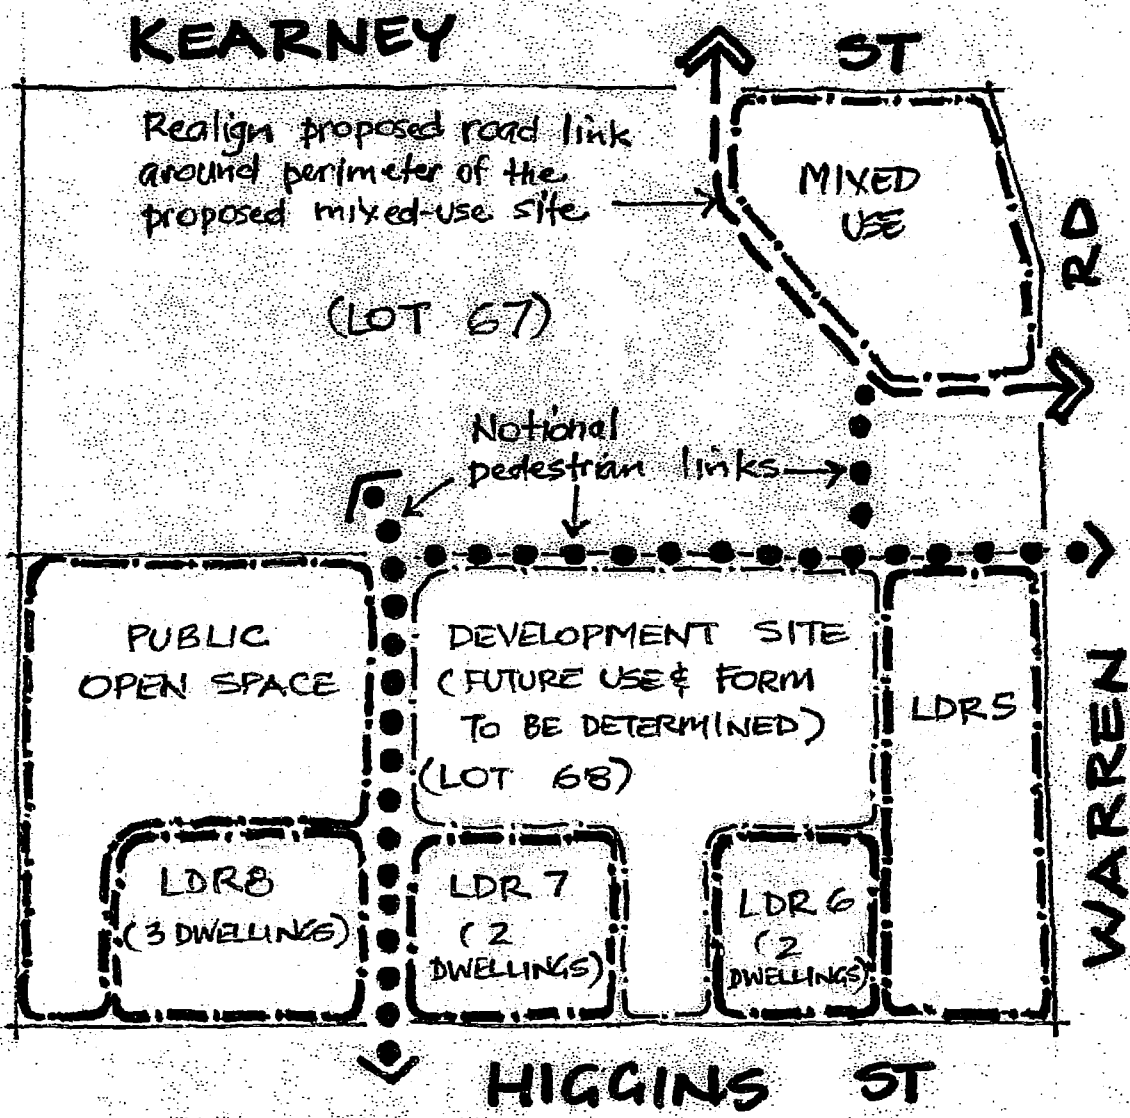 KEARNEY ST
Realign proposed road link
around perimeter of the
proposed mixed-use site
MIXED
USE
WARREN RD
(LOT 67)
Notional
pedestrian links
PUBLIC
OPEN SPACE
DEVELOPMENT SITE
(FUTURE USE & FORM
TO BE DETERMINED)
(LOT 68)
LDR5
LDR8
(3 DWELLINGS)
LDR 7
(2
DWELLINGS)
LDR 6
(2
DWELLINGS)
HIGGINS ST